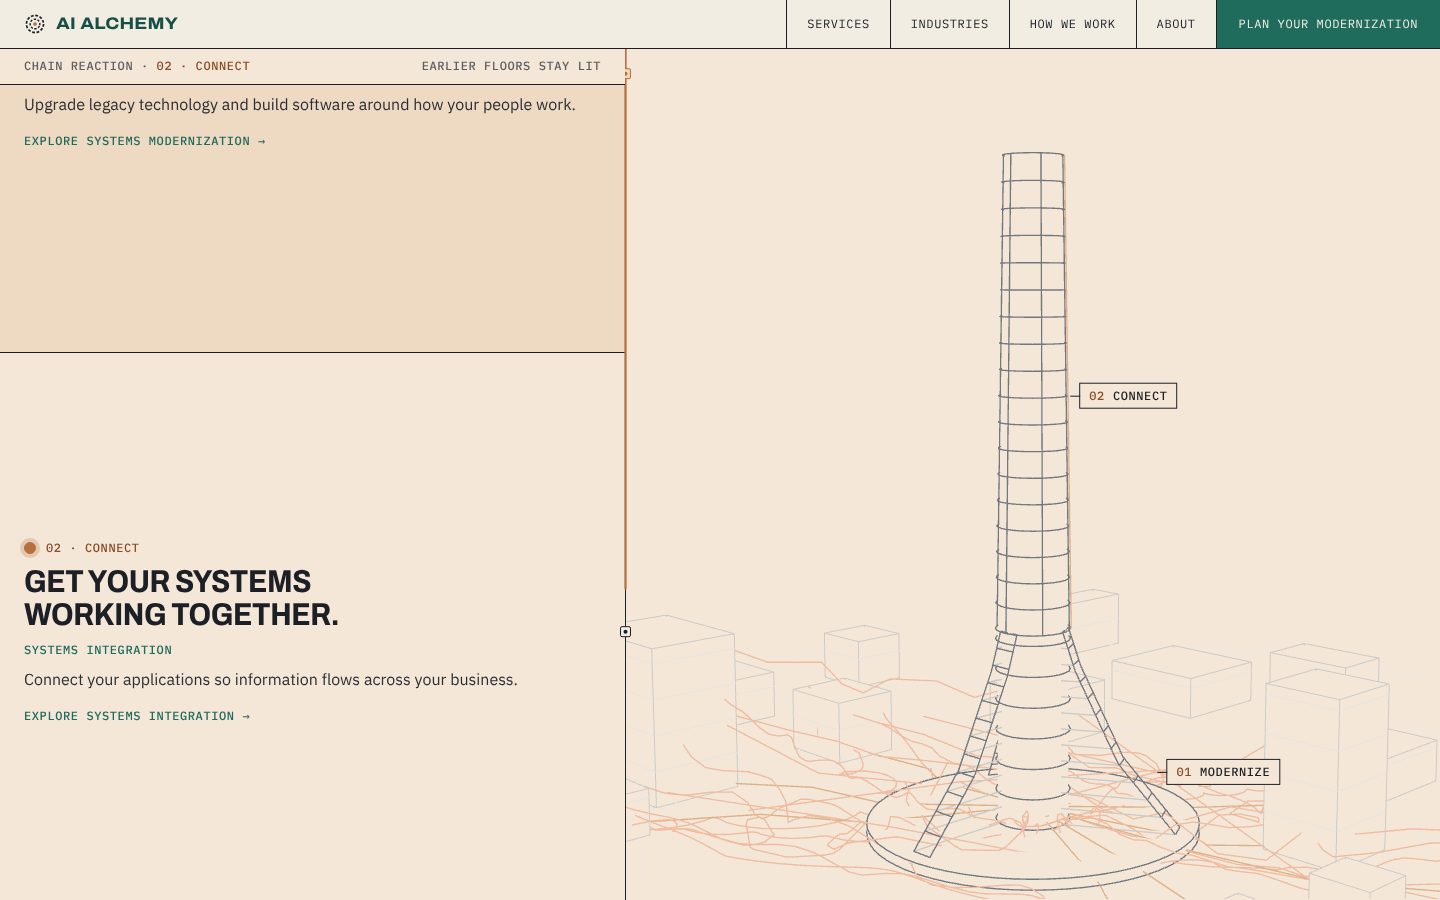 AI ALCHEMY
SERVICES
INDUSTRIES
HOW WE WORK
ABOUT
PLAN YOUR MODERNIZATION
CHAIN REACTION · 02 · CONNECT
EARLIER FLOORS STAY LIT
Upgrade legacy technology and build software around how your people work.
EXPLORE SYSTEMS MODERNIZATION →
02 CONNECT
02 · CONNECT
GET YOUR SYSTEMS
WORKING TOGETHER.
SYSTEMS INTEGRATION
Connect your applications so information flows across your business.
EXPLORE SYSTEMS INTEGRATION →
01 MODERNIZE